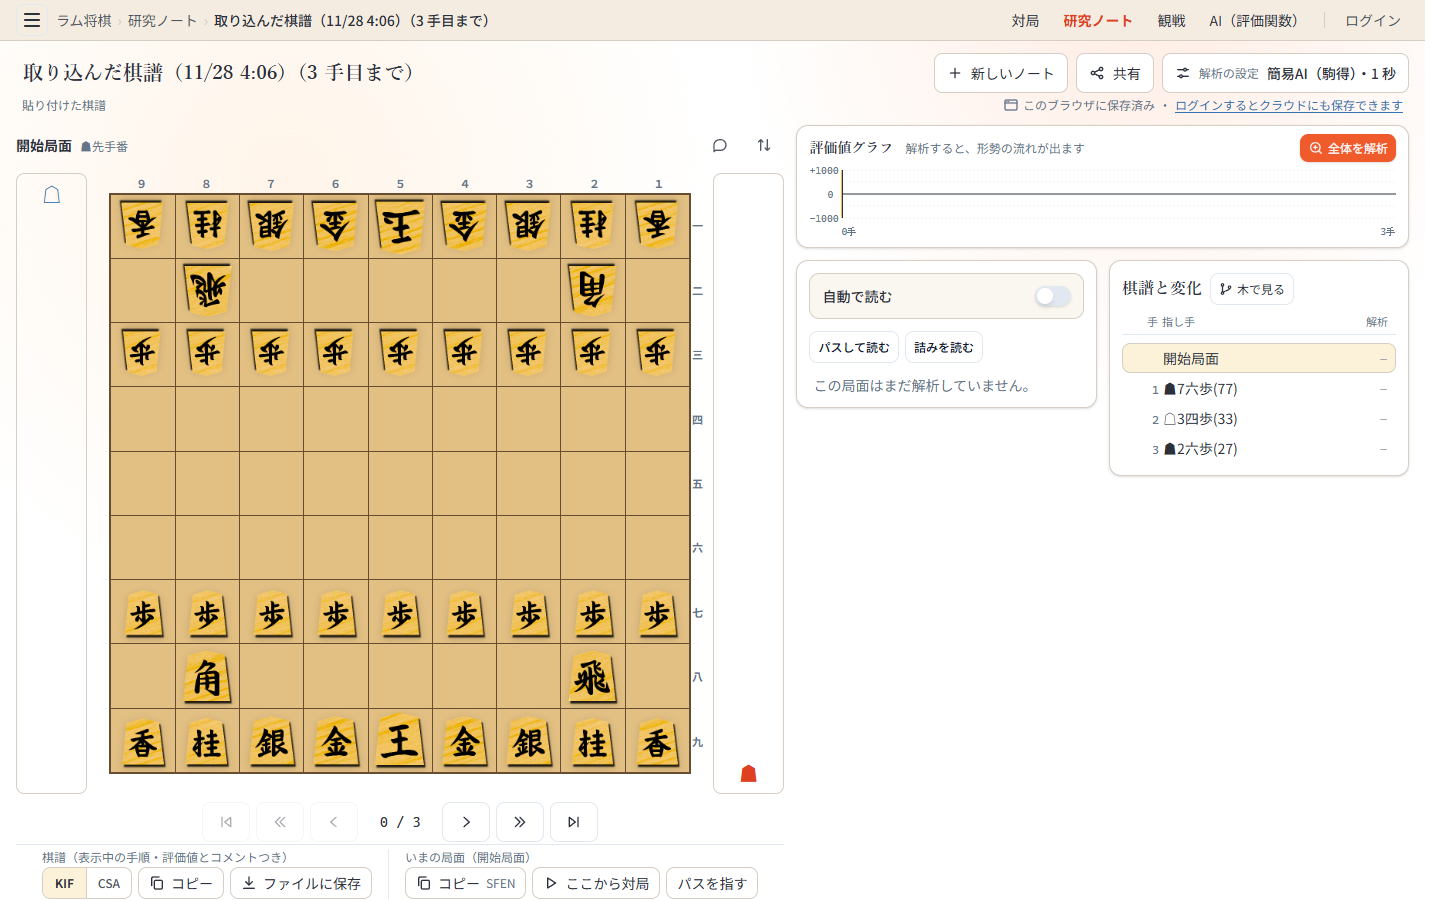 ラム将棋 › 研究ノート › 取り込んだ棋譜（11/28 4:06）（3 手目まで）
対局 研究ノート 観戦 AI（評価関数） ログイン
取り込んだ棋譜（11/28 4:06）（3 手目まで）
貼り付けた棋譜
新しいノート 共有 解析の設定 簡易AI（駒得）・1 秒
このブラウザに保存済み ・ ログインするとクラウドにも保存できます
開始局面 ☗先手番
9 8 7 6 5 4 3 2 1
香 桂 銀 金 王 金 銀 桂 香 一
飛 角 二
歩 歩 歩 歩 歩 歩 歩 歩 歩 三
四
五
六
歩 歩 歩 歩 歩 歩 歩 歩 歩 七
角 飛 八
香 桂 銀 金 王 金 銀 桂 香 九
0 / 3
棋譜（表示中の手順・評価値とコメントつき）
KIF CSA コピー ファイルに保存
いまの局面（開始局面）
コピー SFEN ここから対局 パスを指す
評価値グラフ 解析すると、形勢の流れが出ます 全体を解析
+1000
0
-1000
0手 3手
自動で読む
パスして読む 詰みを読む
この局面はまだ解析していません。
棋譜と変化 木で見る
手 指し手 解析
開始局面 –
1 ☗7六歩(77) –
2 ☖3四歩(33) –
3 ☗2六歩(27) –